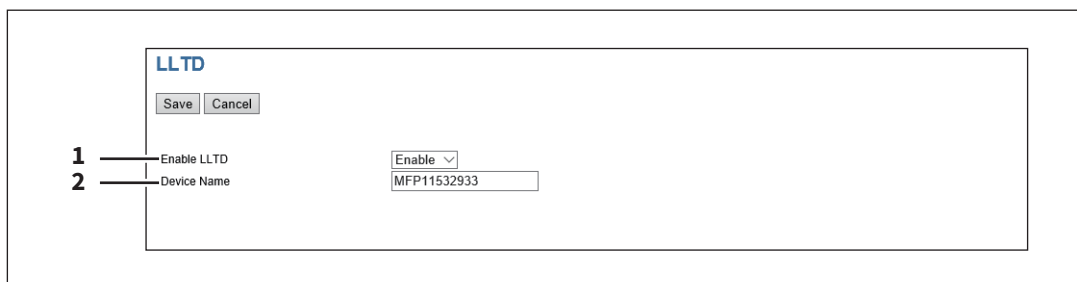 LLTD
Save Cancel
1 Enable LLTD Enable
2 Device Name MFP11532933